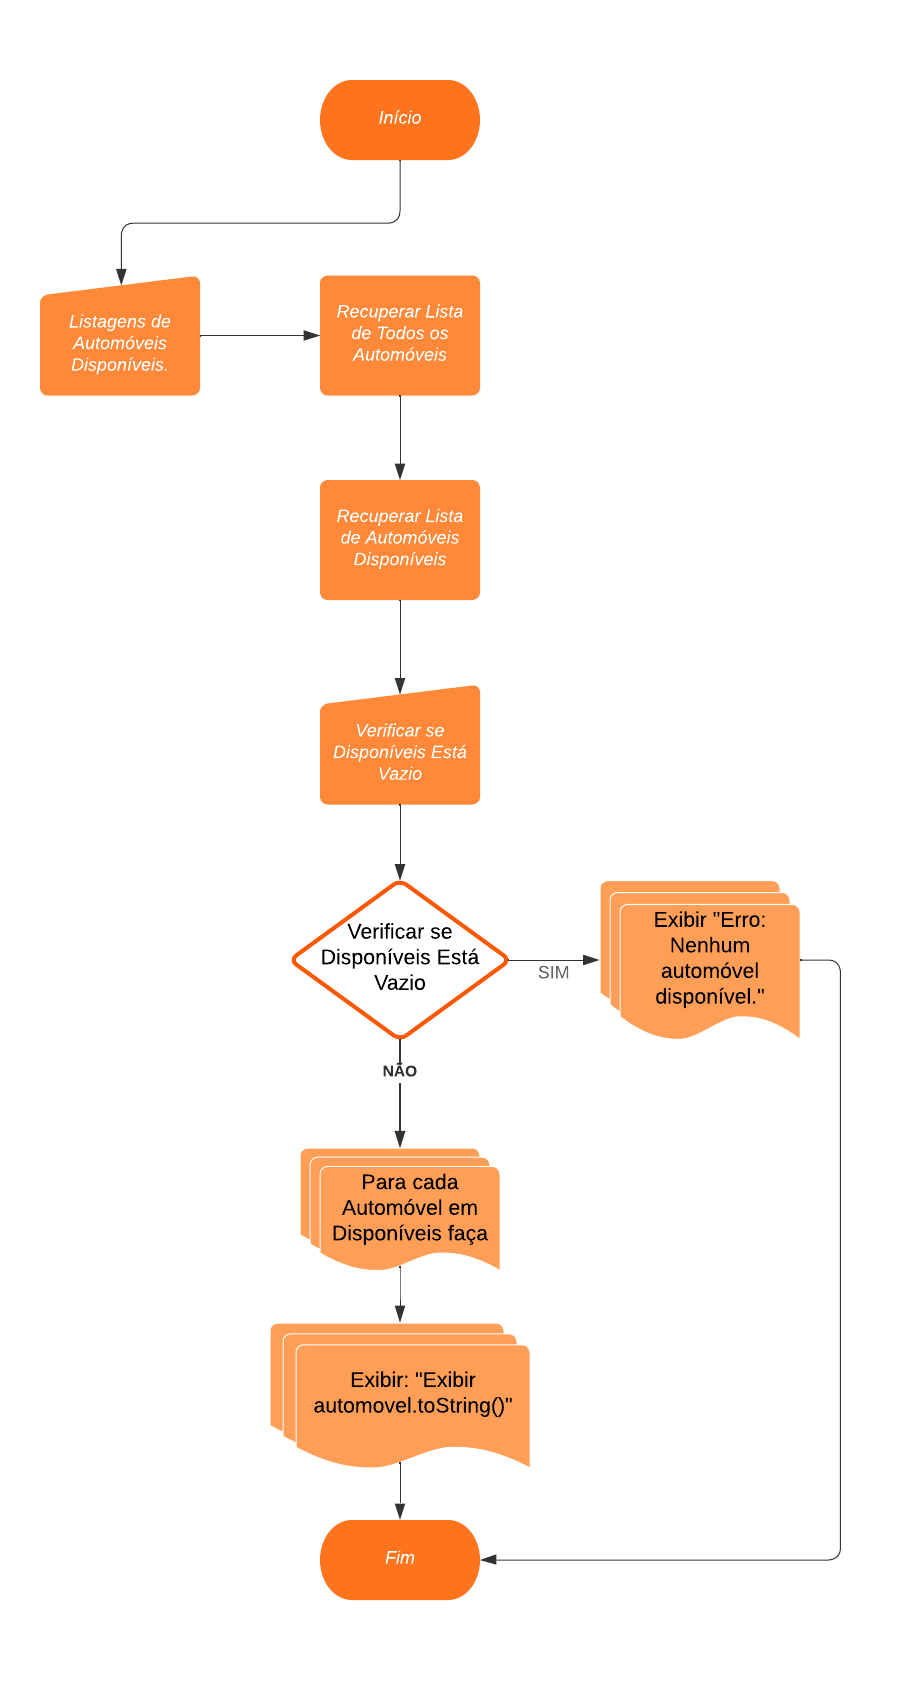 Início
Listagens de
Automóveis
Disponíveis.
Recuperar Lista
de Todos os
Automóveis
Recuperar Lista
de Automóveis
Disponíveis
Verificar se
Disponíveis Está
Vazio
Verificar se
Disponíveis Está
Vazio
SIM
Exibir "Erro:
Nenhum
automóvel
disponível."
NÃO
Para cada
Automóvel em
Disponíveis faça
Exibir: "Exibir
automovel.toString()"
Fim